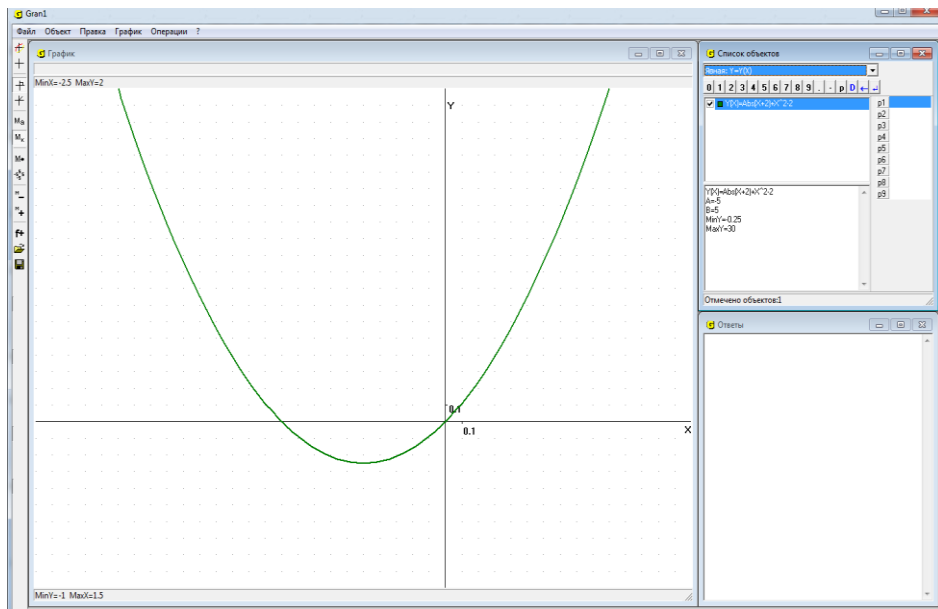 Gran1
Файл Объект Правка График Операции ?
График
MinX=-2.5 MaxY=2
Y
0.1
0.1
X
MinY=-1 MaxX=1.5
Список объектов
Явная: Y=Y(X)
0 1 2 3 4 5 6 7 8 9 . - p D ← ↵
Y(X)=Abs(X+2)+X^2-2
p1
p2
p3
p4
p5
p6
p7
p8
p9
Y(X)=Abs(X+2)+X^2-2
A=-5
B=5
MinY=-0.25
MaxY=30
Отмечено объектов:1
Ответы